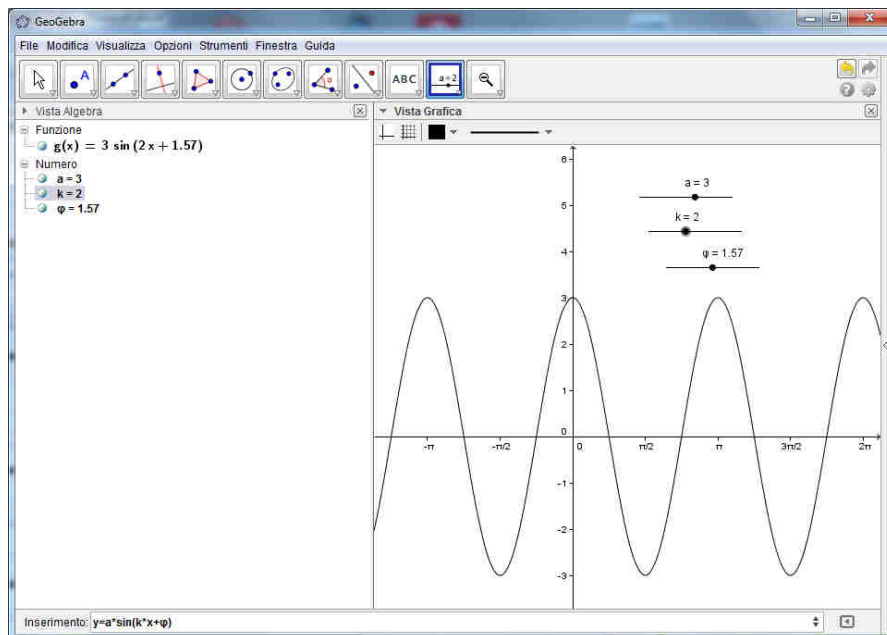 GeoGebra
File Modifica Visualizza Opzioni Strumenti Finestra Guida
A
ABC
a=2
Vista Algebra
Funzione
g(x) = 3 sin (2 x + 1.57)
Numero
a = 3
k = 2
φ = 1.57
Vista Grafica
6
5
4
3
2
1
0
-1
-2
-3
-π
-π/2
0
π/2
π
3π/2
2π
a = 3
k = 2
φ = 1.57
Inserimento: y=a*sin(k*x+φ)